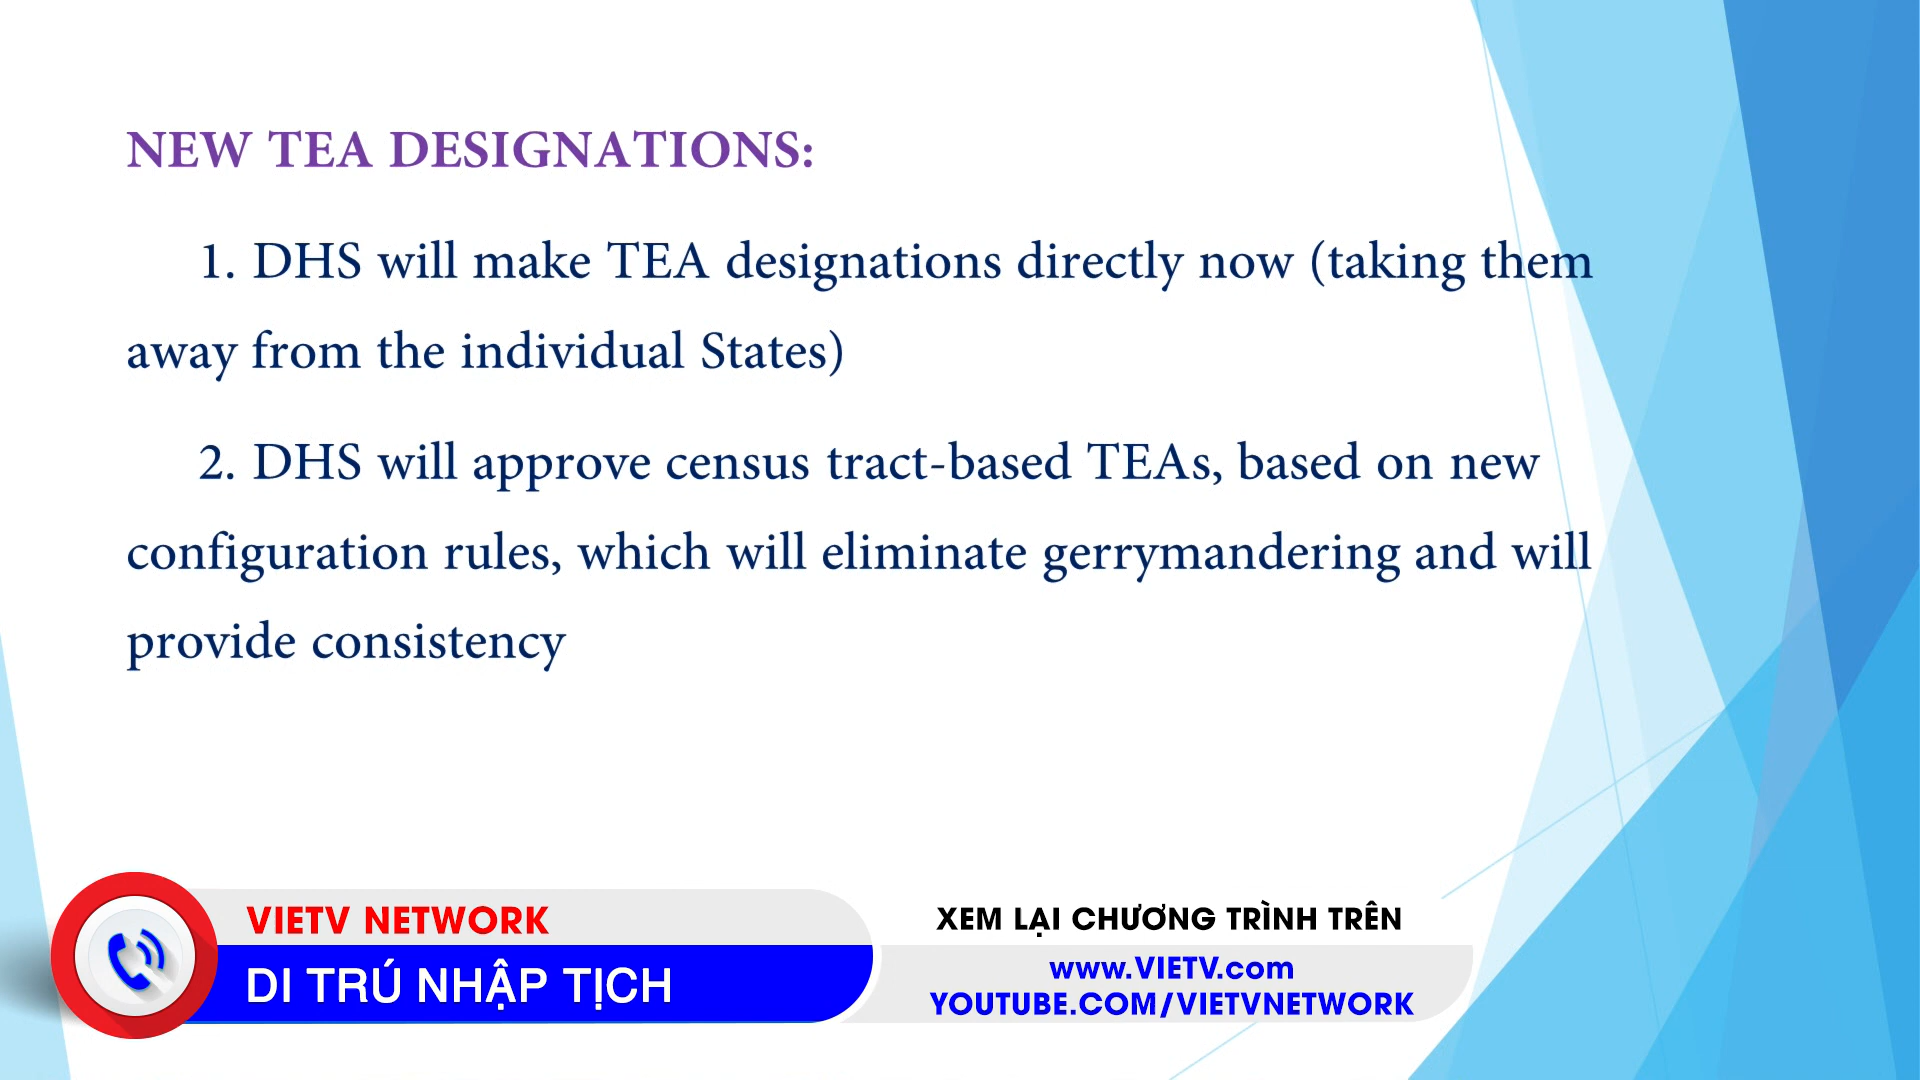 NEW TEA DESIGNATIONS:
1. DHS will make TEA designations directly now (taking them
away from the individual States)
2. DHS will approve census tract-based TEAs, based on new
configuration rules, which will eliminate gerrymandering and will
provide consistency
VIETV NETWORK
DI TRÚ NHẬP TỊCH
XEM LẠI CHƯƠNG TRÌNH TRÊN
www.VIETV.com
YOUTUBE.COM/VIETVNETWORK